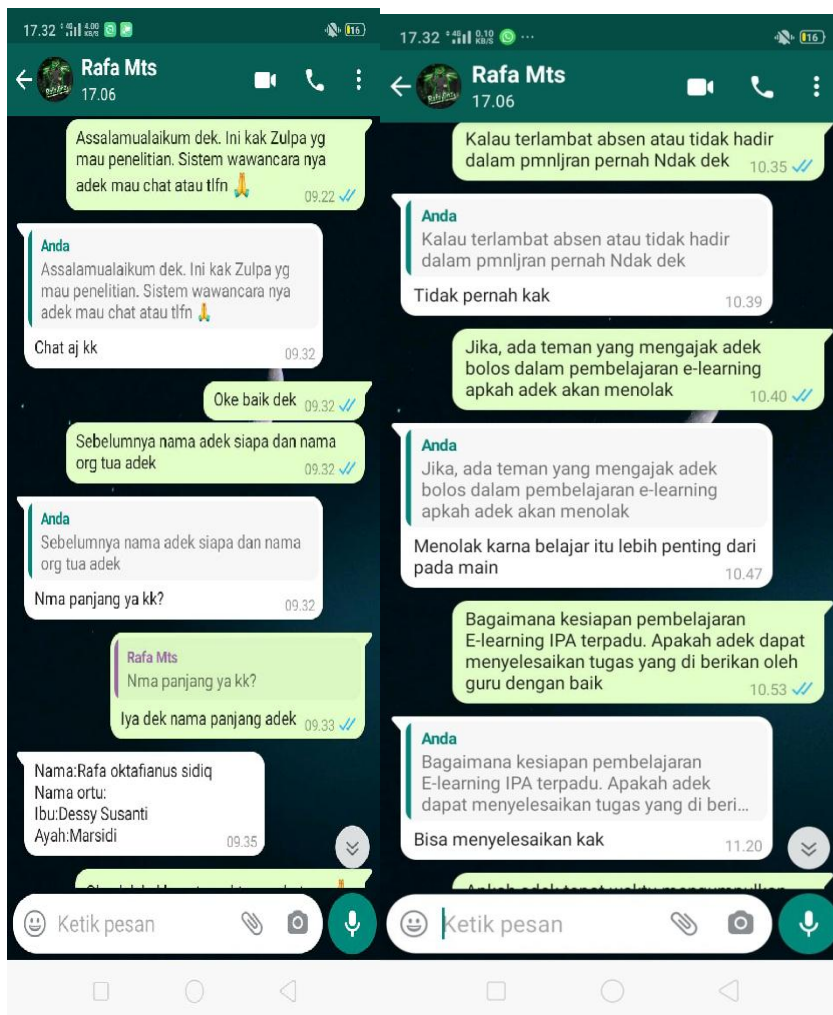 17.32 4G 4.00 KB/S 16
Rafa Mts
17.06
Assalamualaikum dek. Ini kak Zulpa yg
mau penelitian. Sistem wawancara nya
adek mau chat atau tlfn 🙏 09.22
Anda
Assalamualaikum dek. Ini kak Zulpa yg
mau penelitian. Sistem wawancara nya
adek mau chat atau tlfn 🙏
Chat aj kk 09.32
Oke baik dek 09.32
Sebelumnya nama adek siapa dan nama
org tua adek 09.32
Anda
Sebelumnya nama adek siapa dan nama
org tua adek
Nma panjang ya kk? 09.32
Rafa Mts
Nma panjang ya kk?
Iya dek nama panjang adek 09.33
Nama:Rafa oktafianus sidiq
Nama ortu:
Ibu:Dessy Susanti
Ayah:Marsidi 09.35
Ketik pesan
17.32 4G 0.10 KB/S 16
Rafa Mts
17.06
Kalau terlambat absen atau tidak hadir
dalam pmnljran pernah Ndak dek 10.35
Anda
Kalau terlambat absen atau tidak hadir
dalam pmnljran pernah Ndak dek
Tidak pernah kak 10.39
Jika, ada teman yang mengajak adek
bolos dalam pembelajaran e-learning
apkah adek akan menolak 10.40
Anda
Jika, ada teman yang mengajak adek
bolos dalam pembelajaran e-learning
apkah adek akan menolak
Menolak karna belajar itu lebih penting dari
pada main 10.47
Bagaimana kesiapan pembelajaran
E-learning IPA terpadu. Apakah adek dapat
menyelesaikan tugas yang di berikan oleh
guru dengan baik 10.53
Anda
Bagaimana kesiapan pembelajaran
E-learning IPA terpadu. Apakah adek
dapat menyelesaikan tugas yang di beri...
Bisa menyelesaikan kak 11.20
Ketik pesan